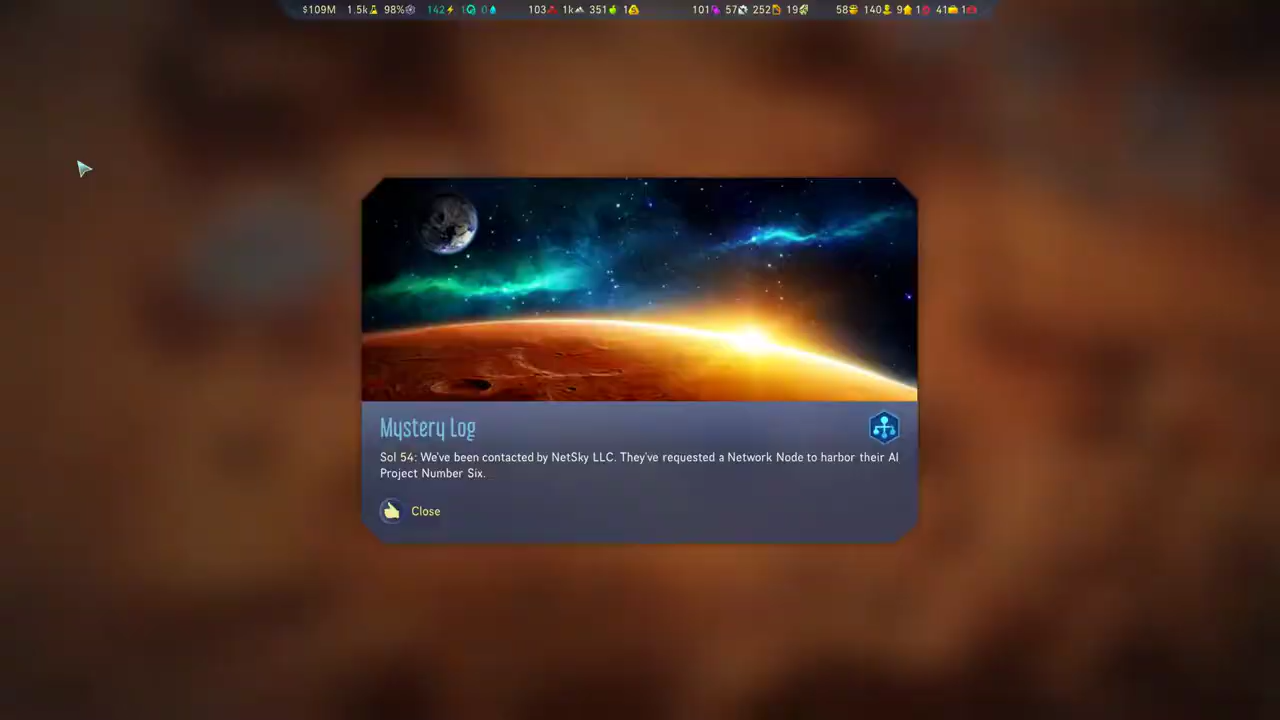 $109M 1.5k 98% 142 1 0 103 1k 351 1 101 57 252 19 58 140 9 1 41 1
Mystery Log
Sol 54: We've been contacted by NetSky LLC. They've requested a Network Node to harbor their AI
Project Number Six.
Close